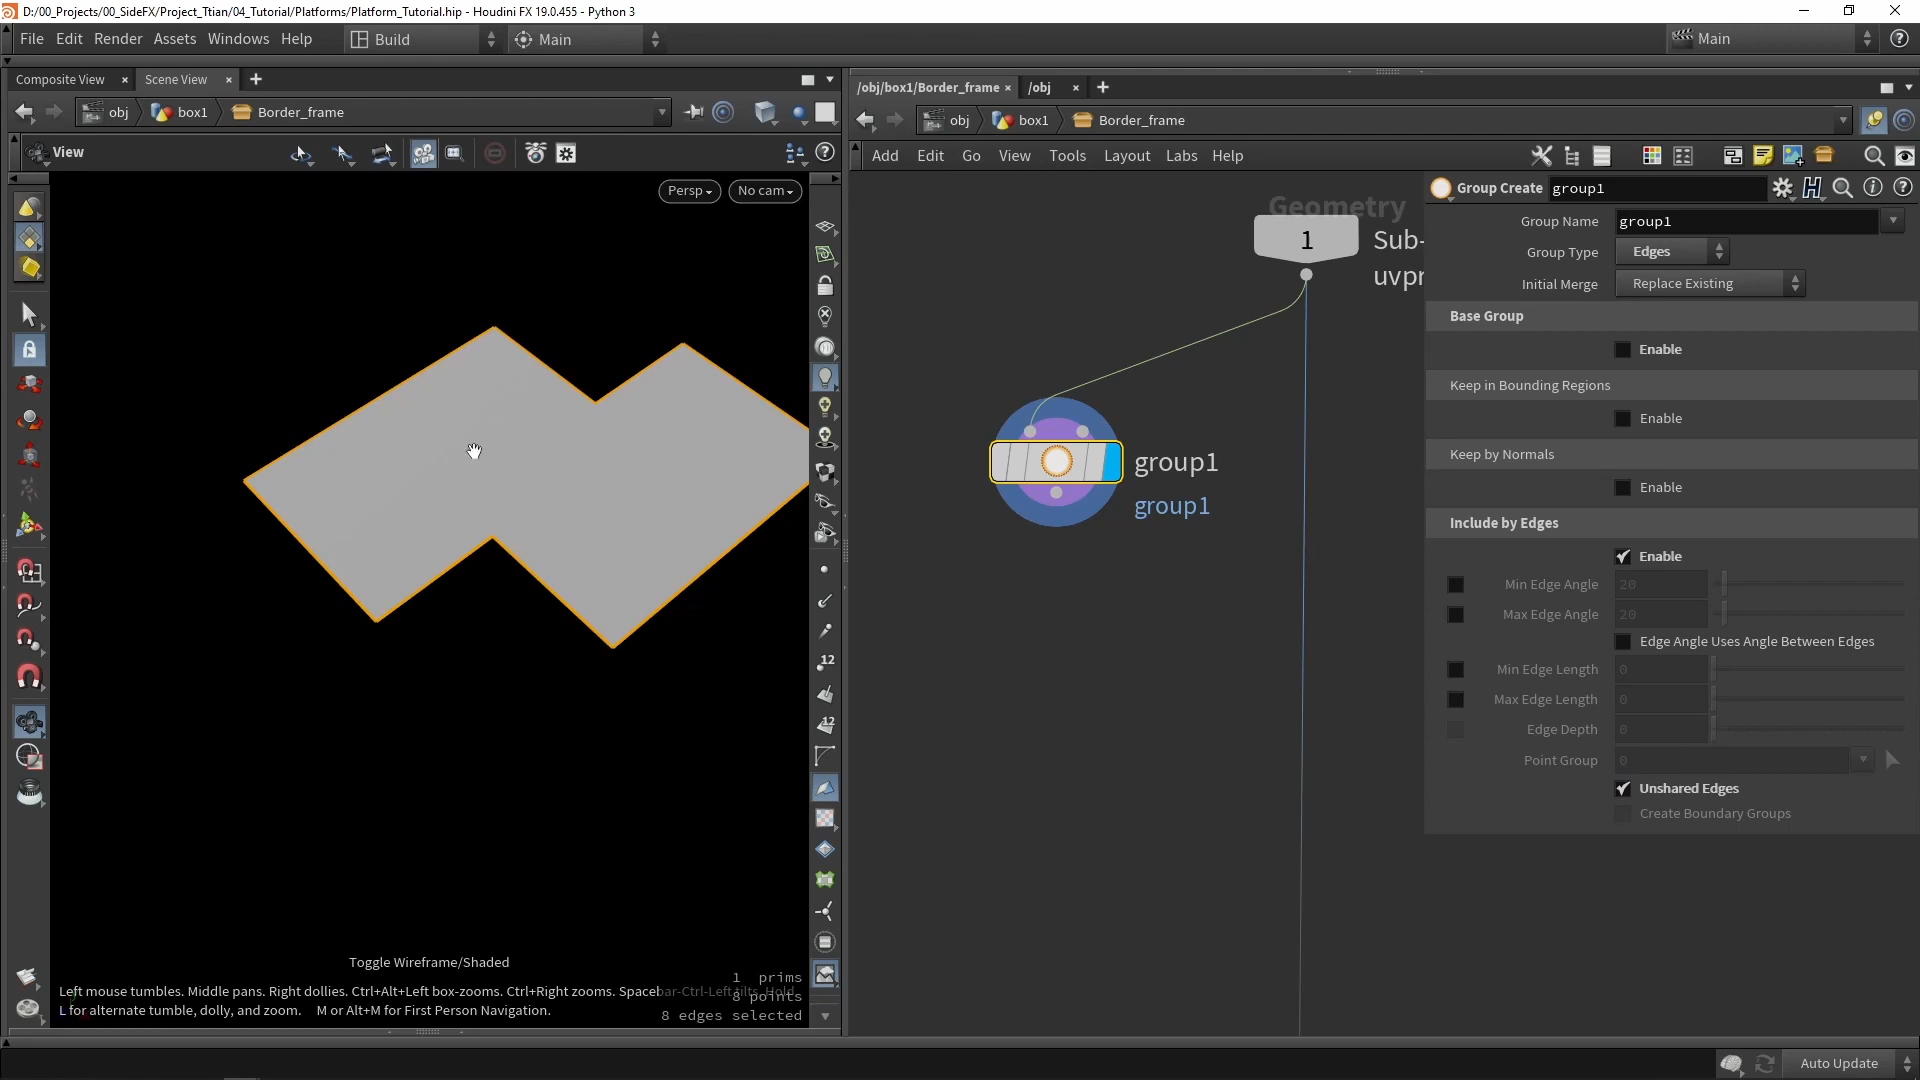 D:/00_Projects/00_SideFX/Project_Ttian/04_Tutorial/Platforms/Platform_Tutorial.hip - Houdini FX 19.0.455 - Python 3
File Edit Render Assets Windows Help Build Main Main
Composite View Scene View
obj box1 Border_frame
View
Persp No cam
/obj/box1/Border_frame /obj
obj box1 Border_frame
Add Edit Go View Tools Layout Labs Help
Geometry
1
Sub-
uvpr
group1
group1
Group Create group1
Group Name group1
Group Type Edges
Initial Merge Replace Existing
Base Group
Enable
Keep in Bounding Regions
Enable
Keep by Normals
Enable
Include by Edges
Enable
Min Edge Angle 20
Max Edge Angle 20
Edge Angle Uses Angle Between Edges
Min Edge Length 0
Max Edge Length 0
Edge Depth 0
Point Group 0
Unshared Edges
Create Boundary Groups
12
12
Toggle Wireframe/Shaded
1 prims
Left mouse tumbles. Middle pans. Right dollies. Ctrl+Alt+Left box-zooms. Ctrl+Right zooms. Spacebar-Ctrl-Left tilts. Hold
8 points
L for alternate tumble, dolly, and zoom. M or Alt+M for First Person Navigation.
8 edges selected
Auto Update